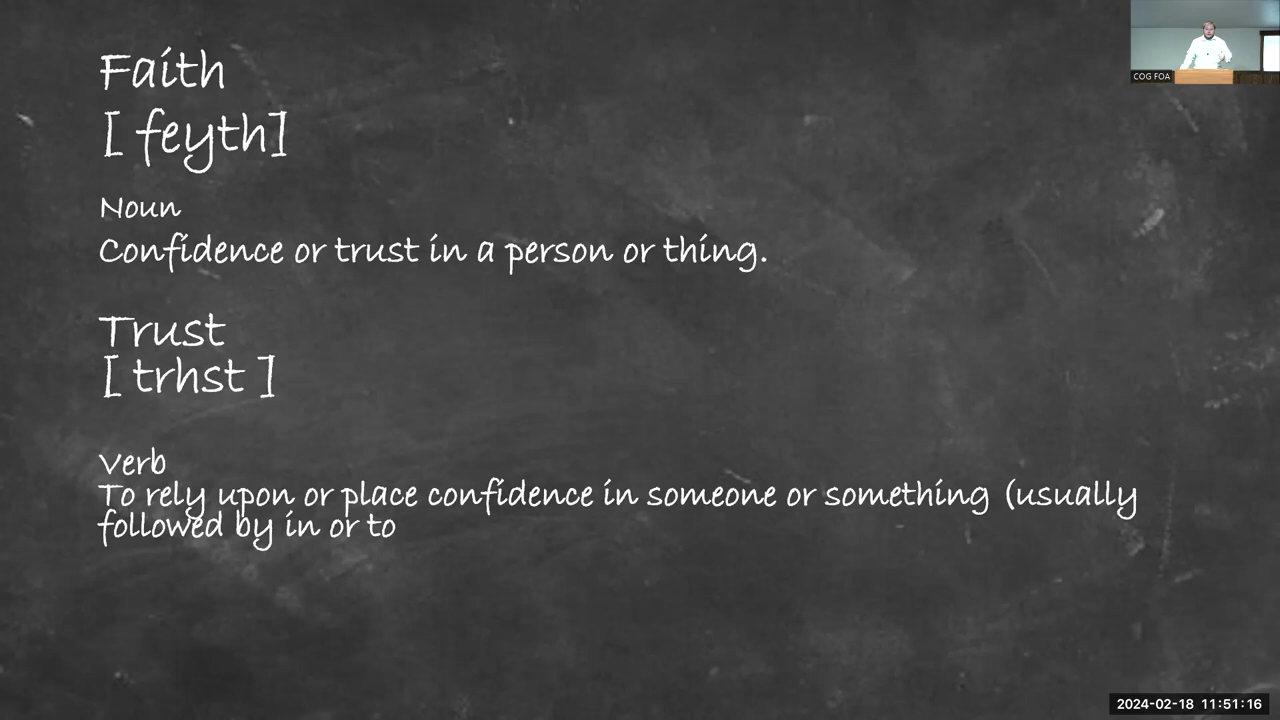 Faith
[ feyth]
COG FOA
Noun
Confidence or trust in a person or thing.
Trust
[ trhst ]
Verb
To rely upon or place confidence in someone or something (usually
followed by in or to
2024-02-18 11:51:16